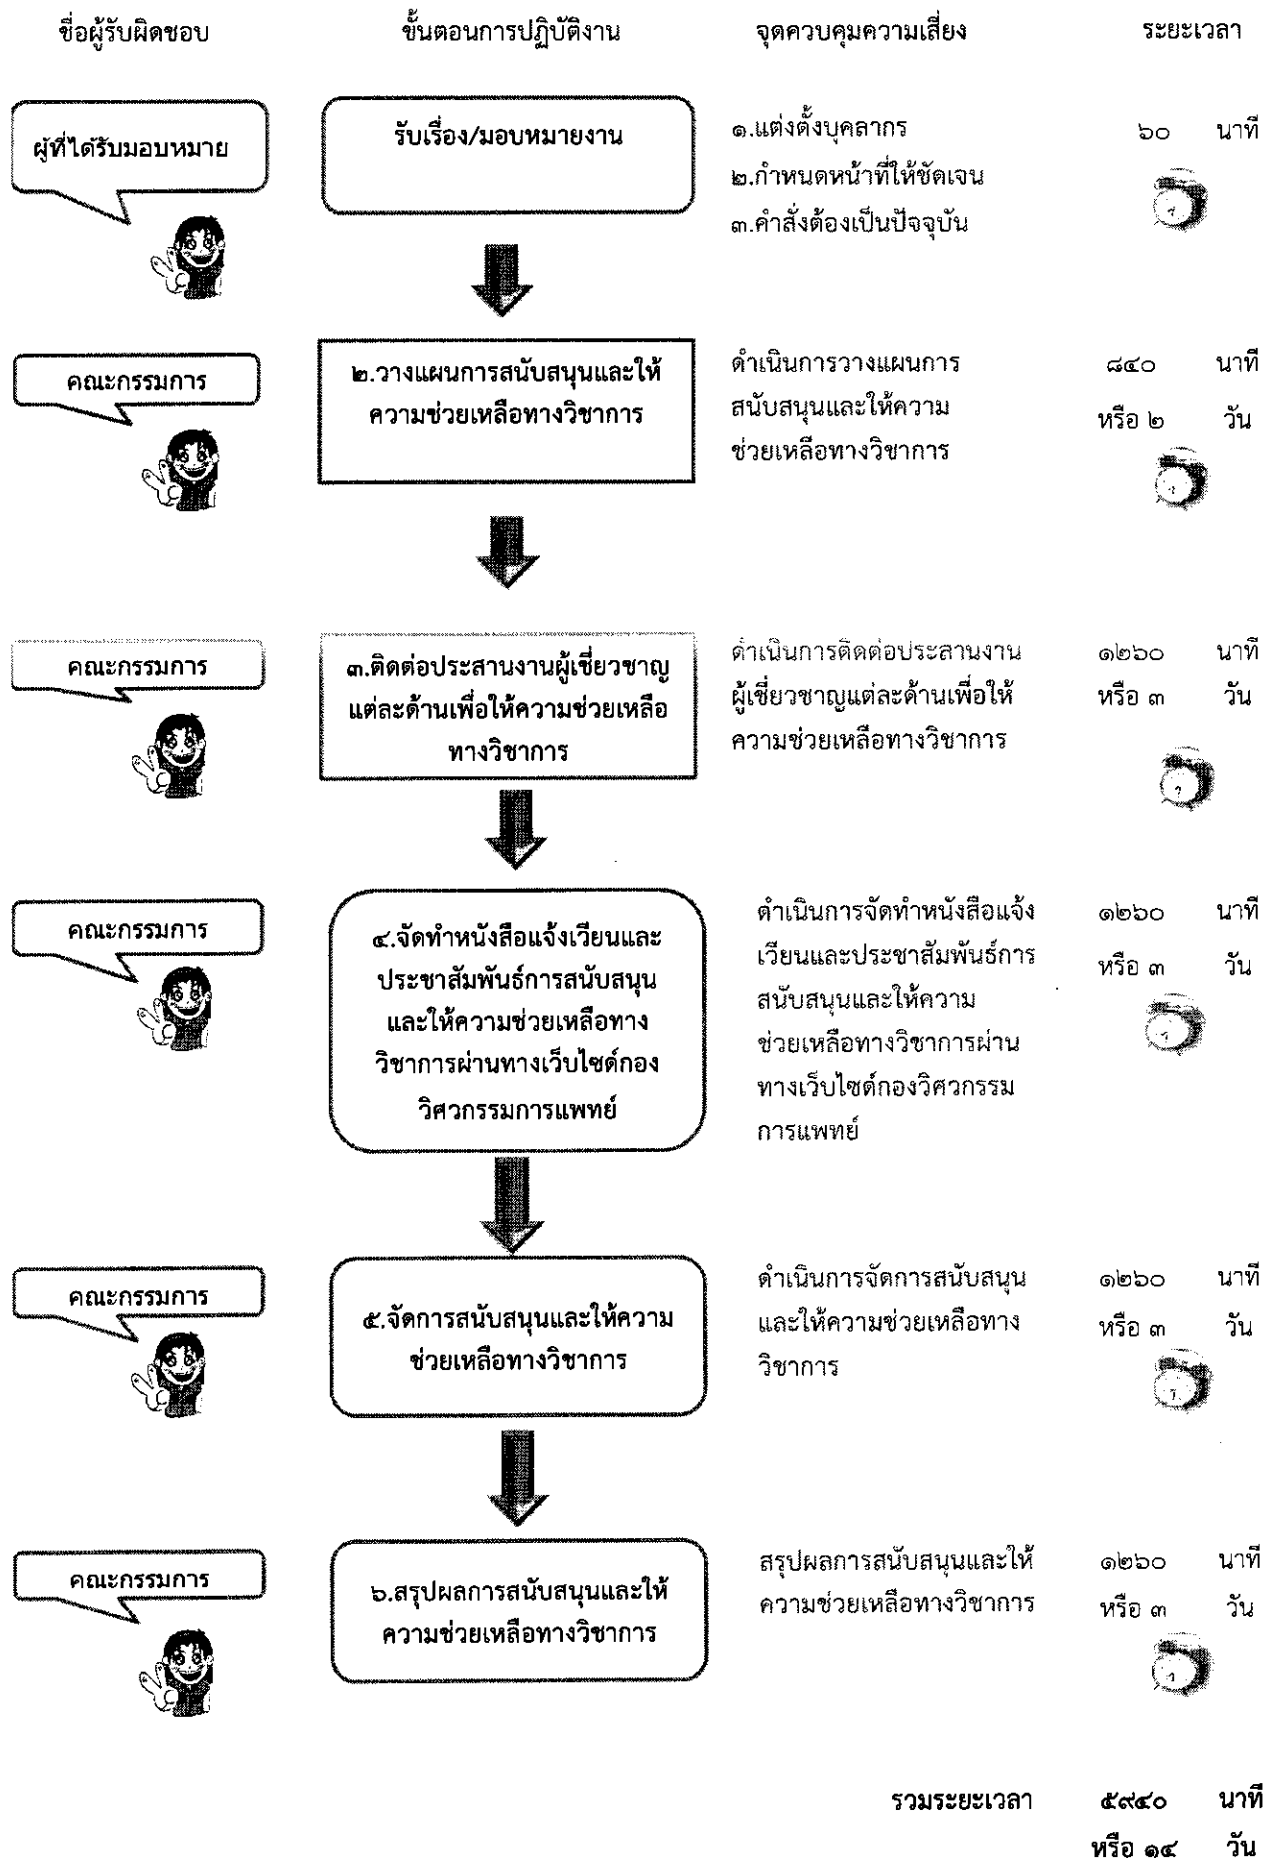 ชื่อผู้รับผิดชอบ ขั้นตอนการปฏิบัติงาน จุดควบคุมความเสี่ยง ระยะเวลา
ผู้ที่ได้รับมอบหมาย
รับเรื่อง/มอบหมายงาน
๑.แต่งตั้งบุคลากร
๒.กำหนดหน้าที่ให้ชัดเจน
๓.คำสั่งต้องเป็นปัจจุบัน
๖๐ นาที
คณะกรรมการ
๒.วางแผนการสนับสนุนและให้
ความช่วยเหลือทางวิชาการ
ดำเนินการวางแผนการ
สนับสนุนและให้ความ
ช่วยเหลือทางวิชาการ
๘๔๐ นาที
หรือ ๒ วัน
คณะกรรมการ
๓.ติดต่อประสานงานผู้เชี่ยวชาญ
แต่ละด้านเพื่อให้ความช่วยเหลือ
ทางวิชาการ
ดำเนินการติดต่อประสานงาน
ผู้เชี่ยวชาญแต่ละด้านเพื่อให้
ความช่วยเหลือทางวิชาการ
๑๒๖๐ นาที
หรือ ๓ วัน
คณะกรรมการ
๔.จัดทำหนังสือแจ้งเวียนและ
ประชาสัมพันธ์การสนับสนุน
และให้ความช่วยเหลือทาง
วิชาการผ่านทางเว็บไซต์กอง
วิศวกรรมการแพทย์
ดำเนินการจัดทำหนังสือแจ้ง
เวียนและประชาสัมพันธ์การ
สนับสนุนและให้ความ
ช่วยเหลือทางวิชาการผ่าน
ทางเว็บไซต์กองวิศวกรรม
การแพทย์
๑๒๖๐ นาที
หรือ ๓ วัน
คณะกรรมการ
๕.จัดการสนับสนุนและให้ความ
ช่วยเหลือทางวิชาการ
ดำเนินการจัดการสนับสนุน
และให้ความช่วยเหลือทาง
วิชาการ
๑๒๖๐ นาที
หรือ ๓ วัน
คณะกรรมการ
๖.สรุปผลการสนับสนุนและให้
ความช่วยเหลือทางวิชาการ
สรุปผลการสนับสนุนและให้
ความช่วยเหลือทางวิชาการ
๑๒๖๐ นาที
หรือ ๓ วัน
รวมระยะเวลา ๕๙๔๐ นาที
หรือ ๑๔ วัน